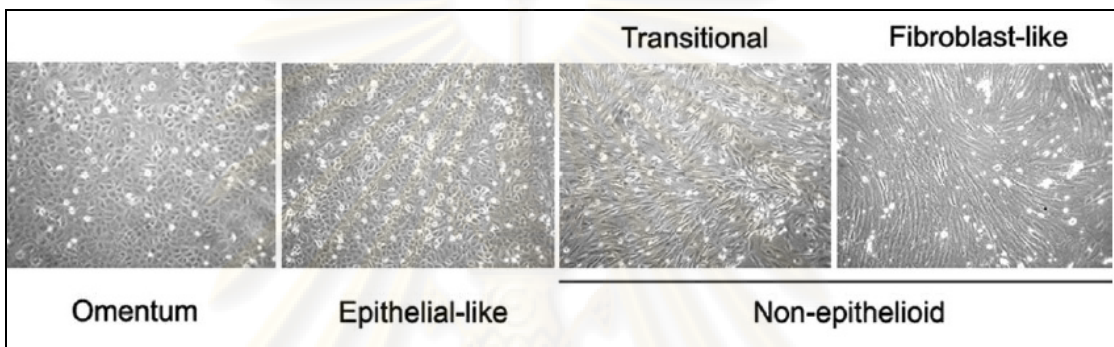 Transitional
Fibroblast-like
Omentum
Epithelial-like
Non-epithelioid